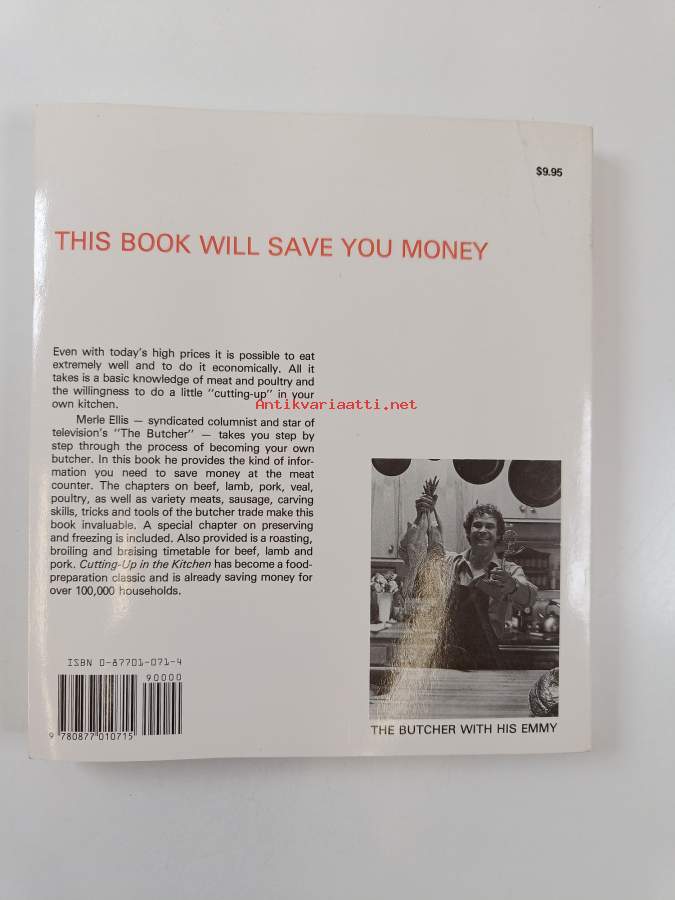 $9.95
THIS BOOK WILL SAVE YOU MONEY
Even with today's high prices it is possible to eat
extremely well and to do it economically. All it
takes is a basic knowledge of meat and poultry and
the willingness to do a little "cutting-up" in your
own kitchen.
Antikvariaatti.net
Merle Ellis — syndicated columnist and star of
television's "The Butcher" — takes you step by
step through the process of becoming your own
butcher. In this book he provides the kind of infor-
mation you need to save money at the meat
counter. The chapters on beef, lamb, pork, veal,
poultry, as well as variety meats, sausage, carving
skills, tricks and tools of the butcher trade make this
book invaluable. A special chapter on preserving
and freezing is included. Also provided is a roasting,
broiling and braising timetable for beef, lamb and
pork. Cutting-Up in the Kitchen has become a food-
preparation classic and is already saving money for
over 100,000 households.
ISBN 0-87701-071-4
90000
9 780877 010715
THE BUTCHER WITH HIS EMMY